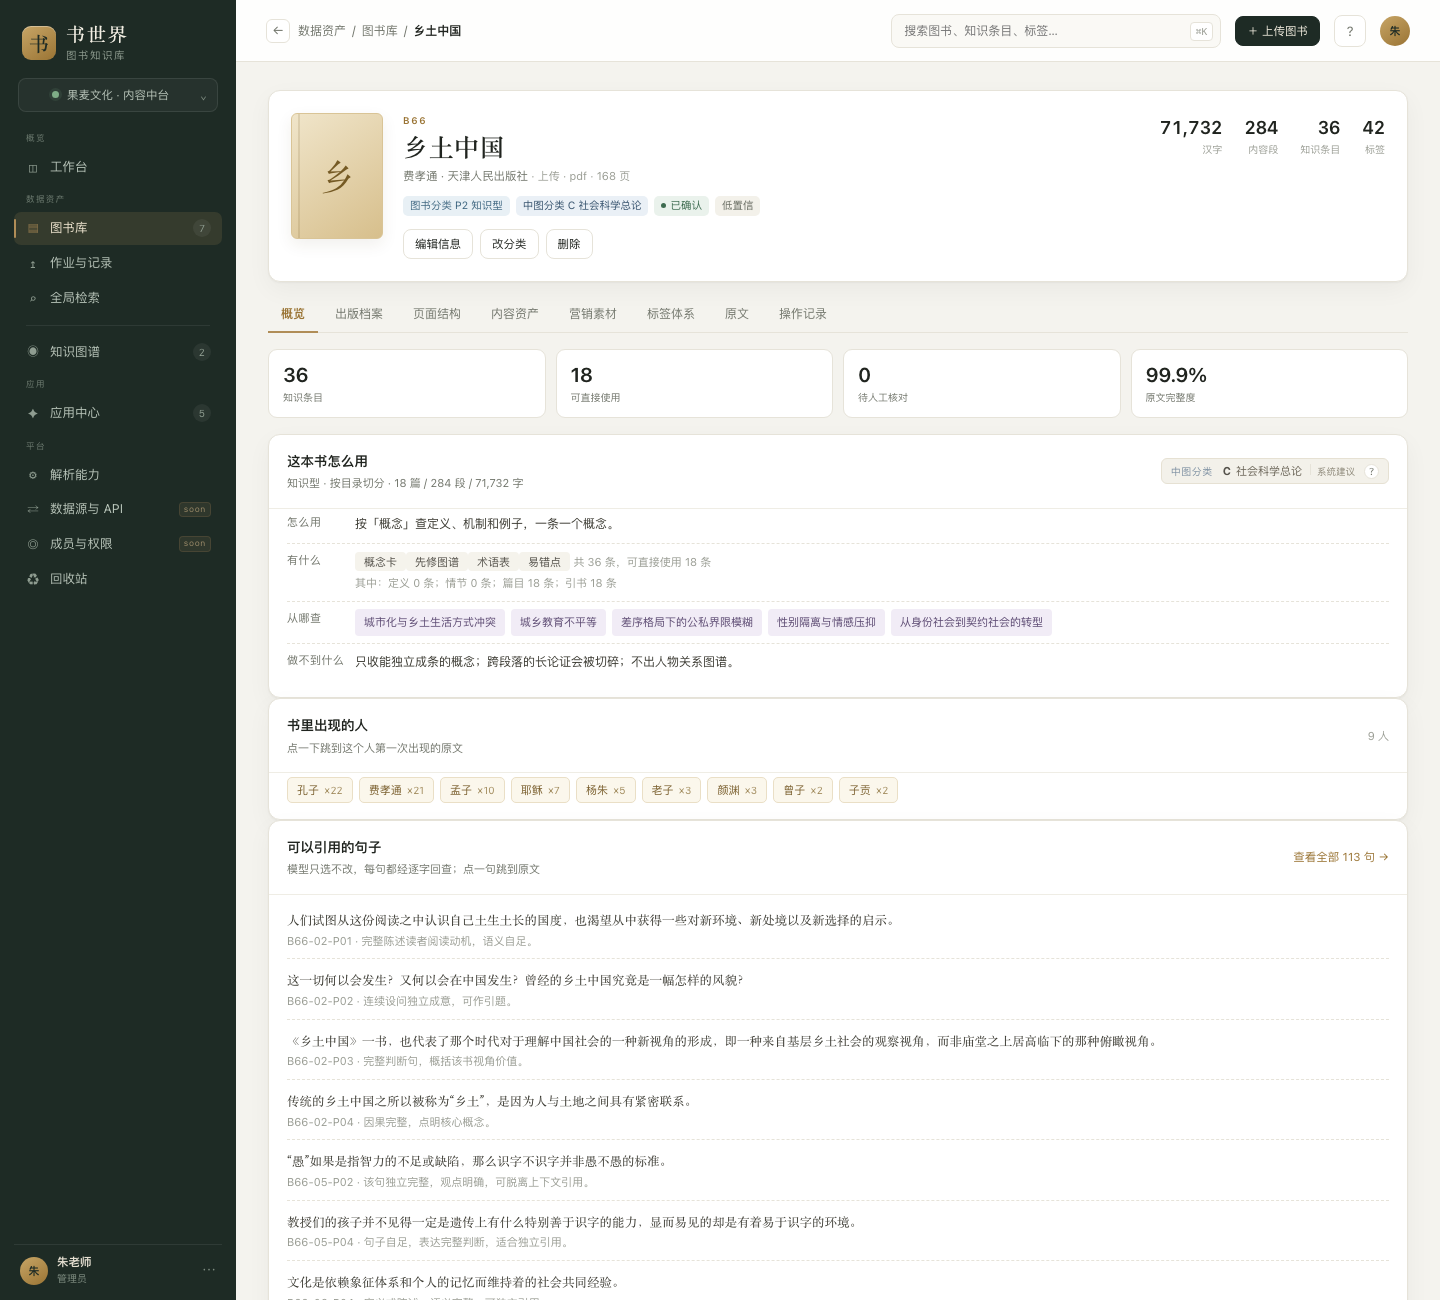 书
书世界
图书知识库
果麦文化 · 内容中台
概览
工作台
数据资产
图书库 7
作业与记录
全局检索
知识图谱 2
应用
应用中心 5
平台
解析能力
数据源与 API soon
成员与权限 soon
回收站
朱
朱老师
管理员
← 数据资产 / 图书库 / 乡土中国
搜索图书、知识条目、标签... ⌘K
+ 上传图书
?
朱
乡
B66
乡土中国
费孝通 · 天津人民出版社 · 上传 · pdf · 168 页
图书分类 P2 知识型 中图分类 C 社会科学总论 已确认 低置信
编辑信息 改分类 删除
71,732 284 36 42
汉字 内容段 知识条目 标签
概览 出版档案 页面结构 内容资产 营销素材 标签体系 原文 操作记录
36
知识条目
18
可直接使用
0
待人工核对
99.9%
原文完整度
这本书怎么用
知识型 · 按目录切分 · 18 篇 / 284 段 / 71,732 字
中图分类 C 社会科学总论 系统建议 ?
怎么用 按「概念」查定义、机制和例子，一条一个概念。
有什么 概念卡 先修图谱 术语表 易错点 共 36 条，可直接使用 18 条
其中：定义 0 条；情节 0 条；篇目 18 条；引书 18 条
从哪查 城市化与乡土生活方式冲突 城乡教育不平等 差序格局下的公私界限模糊 性别隔离与情感压抑 从身份社会到契约社会的转型
做不到什么 只收能独立成条的概念；跨段落的长论证会被切碎；不出人物关系图谱。
书里出现的人
点一下跳到这个人第一次出现的原文
9 人
孔子 ×22 费孝通 ×21 孟子 ×10 耶稣 ×7 杨朱 ×5 老子 ×3 颜渊 ×3 曾子 ×2 子贡 ×2
可以引用的句子
模型只选不改，每句都经逐字回查；点一句跳到原文
查看全部 113 句 →
人们试图从这份阅读之中认识自己土生土长的国度，也渴望从中获得一些对新环境、新处境以及新选择的启示。
B66-02-P01 · 完整陈述读者阅读动机，语义自足。
这一切何以会发生？又何以会在中国发生？曾经的乡土中国究竟是一幅怎样的风貌？
B66-02-P02 · 连续设问独立成意，可作引题。
《乡土中国》一书，也代表了那个时代对于理解中国社会的一种新视角的形成，即一种来自基层乡土社会的观察视角，而非庙堂之上居高临下的那种俯瞰视角。
B66-02-P03 · 完整判断句，概括该书视角价值。
传统的乡土中国之所以被称为“乡土”，是因为人与土地之间具有紧密联系。
B66-02-P04 · 因果完整，点明核心概念。
“愚”如果是指智力的不足或缺陷，那么识字不识字并非愚不愚的标准。
B66-05-P02 · 该句独立完整，观点明确，可脱离上下文引用。
教授们的孩子并不见得一定是遗传上有什么特别善于识字的能力，显而易见的却是有着易于识字的环境。
B66-05-P04 · 句子自足，表达完整判断，适合独立引用。
文化是依赖象征体系和个人的记忆而维持着的社会共同经验。